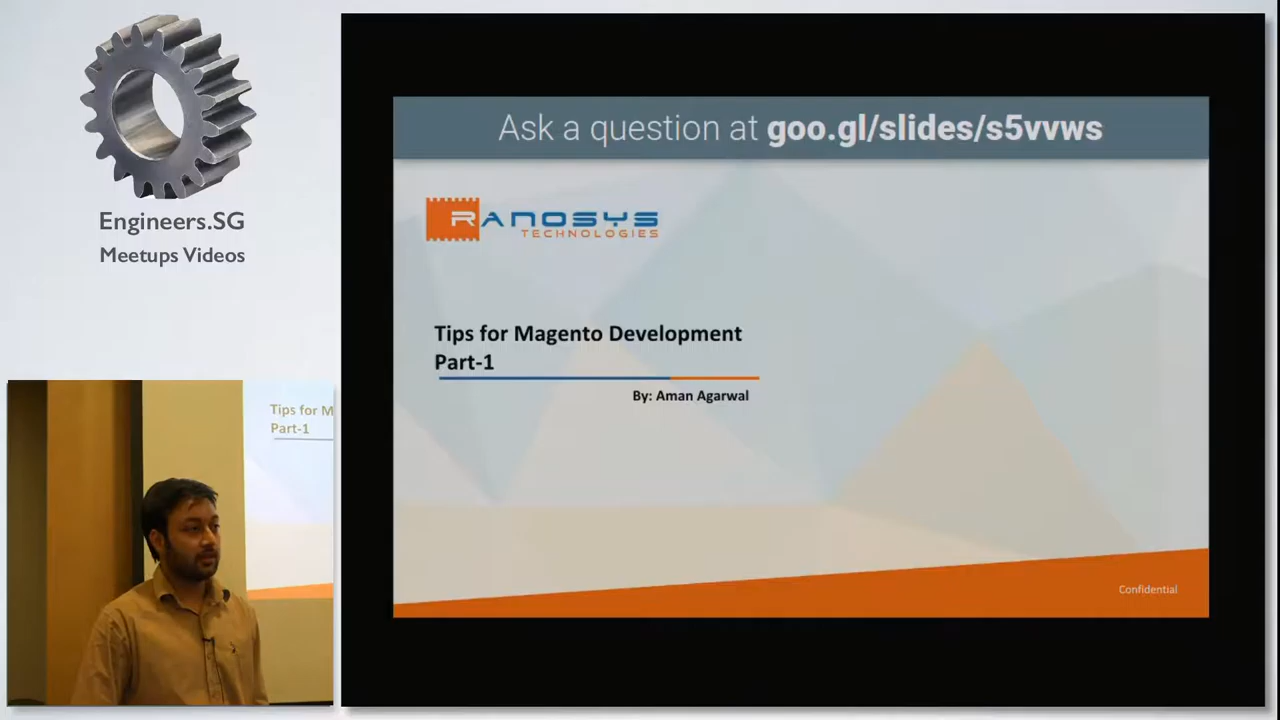 Engineers.SG
Meetups Videos
Ask a question at goo.gl/slides/s5vvws
RANOSYS
TECHNOLOGIES
Tips for Magento Development
Part-1
By: Aman Agarwal
Confidential
Tips for M
Part-1